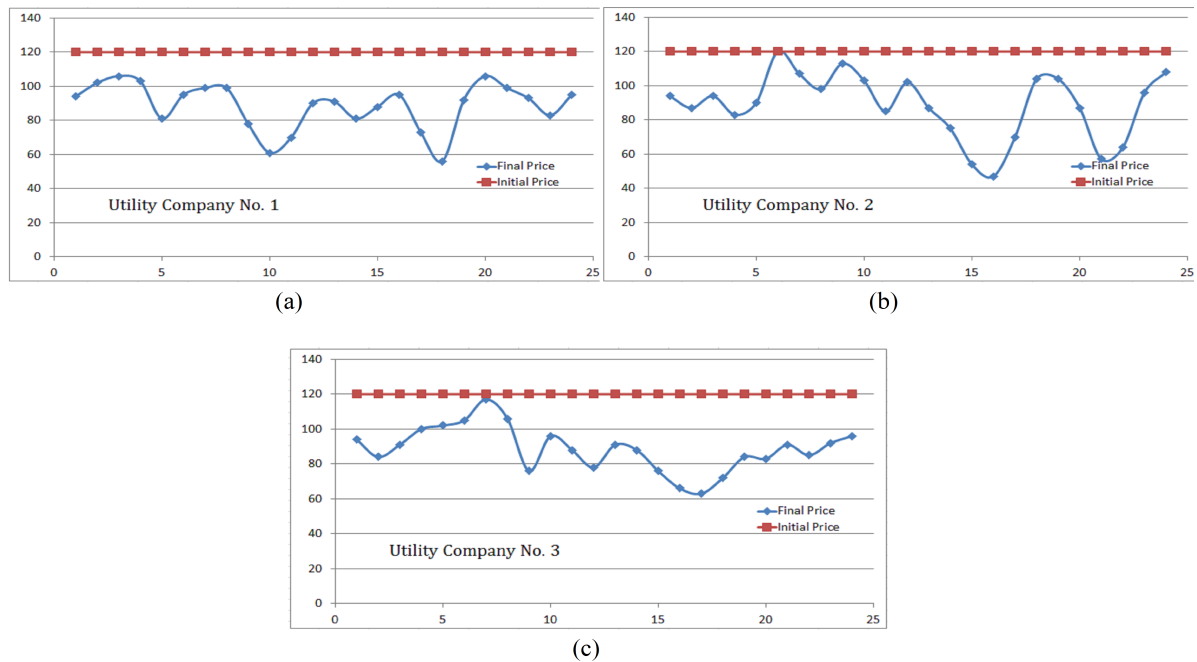 140
120
100
80
60
40
20
0
0 5 10 15 20 25
Final Price
Initial Price
Utility Company No. 1
(a)
140
120
100
80
60
40
20
0
0 5 10 15 20 25
Final Price
Initial Price
Utility Company No. 2
(b)
140
120
100
80
60
40
20
0
0 5 10 15 20 25
Final Price
Initial Price
Utility Company No. 3
(c)